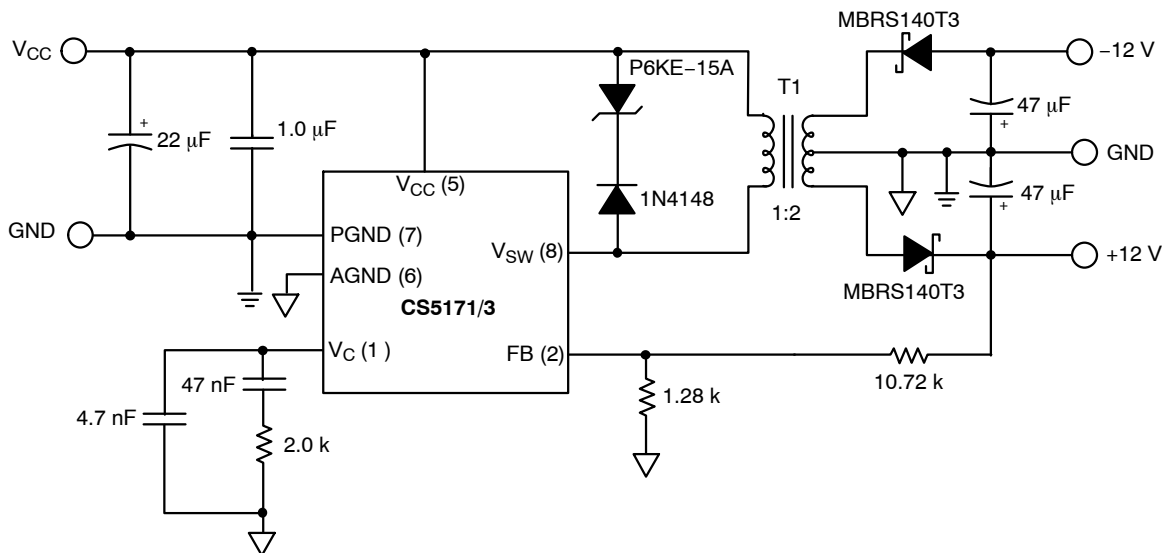 MBRS140T3
V_CC
P6KE−15A
T1
−12 V
+
22 μF
1.0 μF
47 μF
+
V_CC (5)
1N4148
GND
1:2
47 μF
+
GND
PGND (7)
V_SW (8)
+12 V
AGND (6)
MBRS140T3
CS5171/3
V_C (1 )
FB (2)
47 nF
10.72 k
4.7 nF
1.28 k
2.0 k